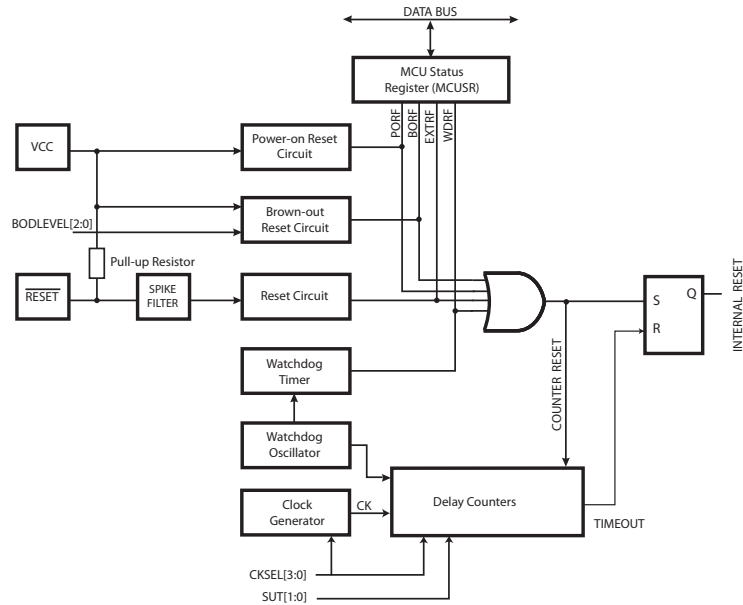 DATA BUS
MCU Status
Register (MCUSR)
PORF
BORF
EXTRF
WDRF
VCC
Power-on Reset
Circuit
BODLEVEL[2:0]
Brown-out
Reset Circuit
Pull-up Resistor
RESET
SPIKE
FILTER
Reset Circuit
S
Q
R
INTERNAL RESET
Watchdog
Timer
COUNTER RESET
Watchdog
Oscillator
Delay Counters
Clock
Generator
CK
TIMEOUT
CKSEL[3:0]
SUT[1:0]